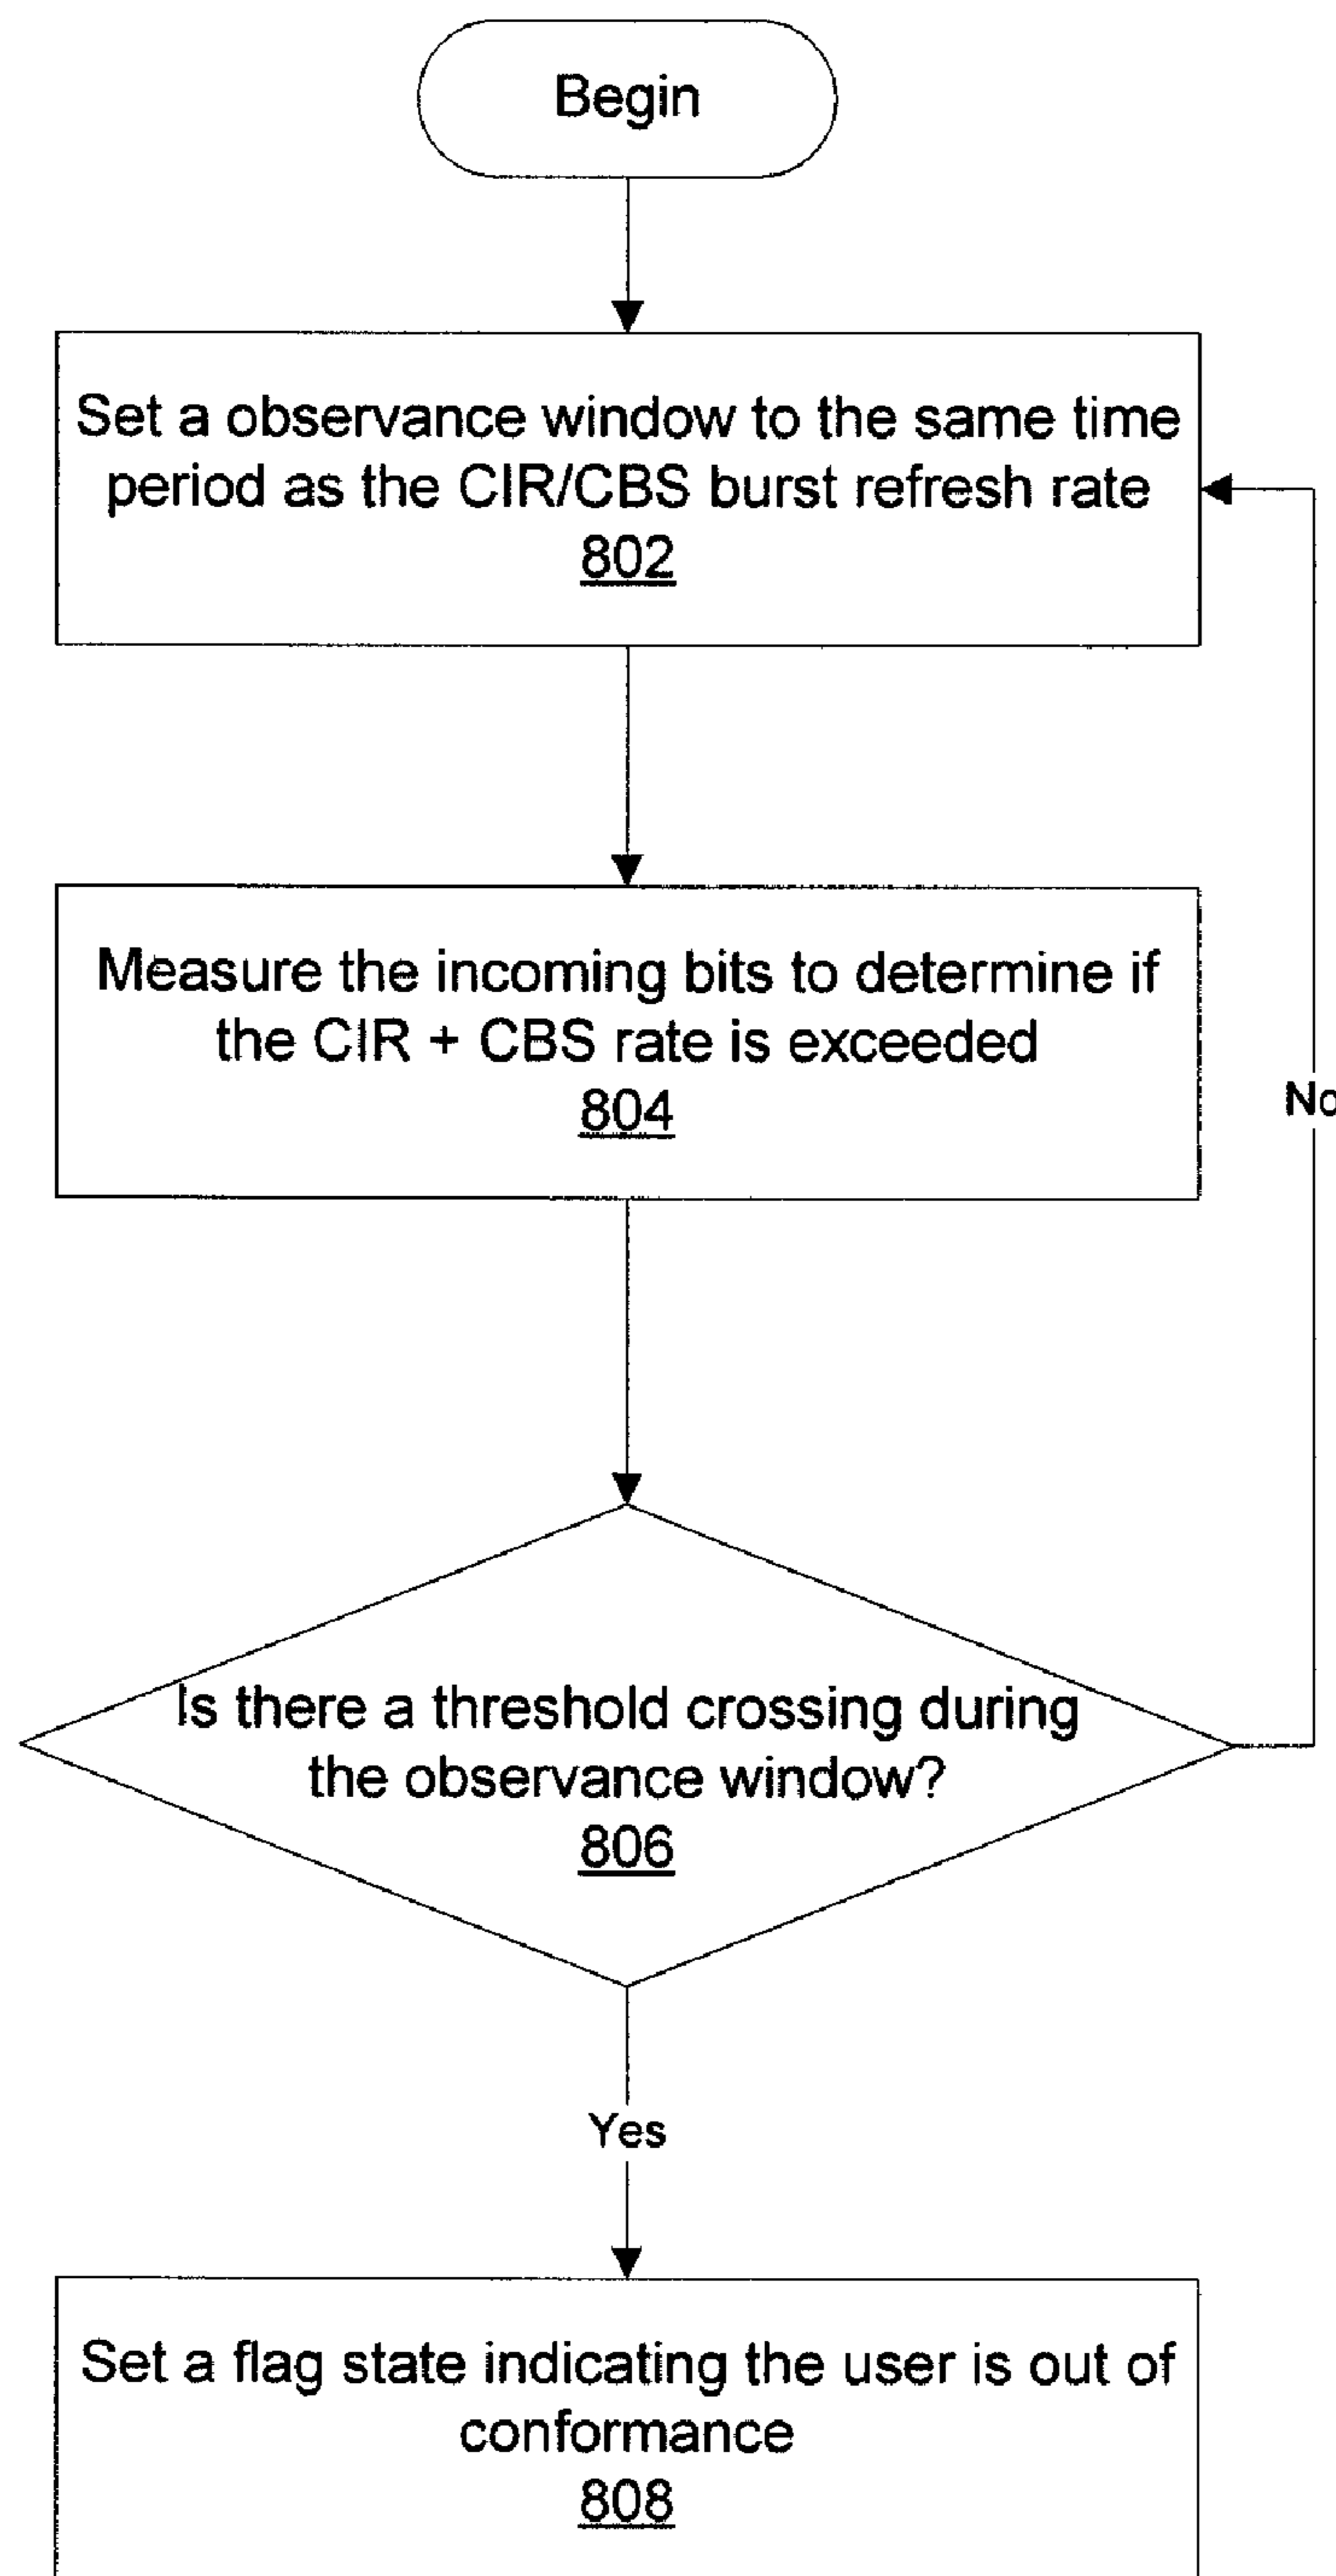 Begin
Set a observance window to the same time
period as the CIR/CBS burst refresh rate
802
Measure the incoming bits to determine if
the CIR + CBS rate is exceeded
804
No
Is there a threshold crossing during
the observance window?
806
Yes
Set a flag state indicating the user is out of
conformance
808